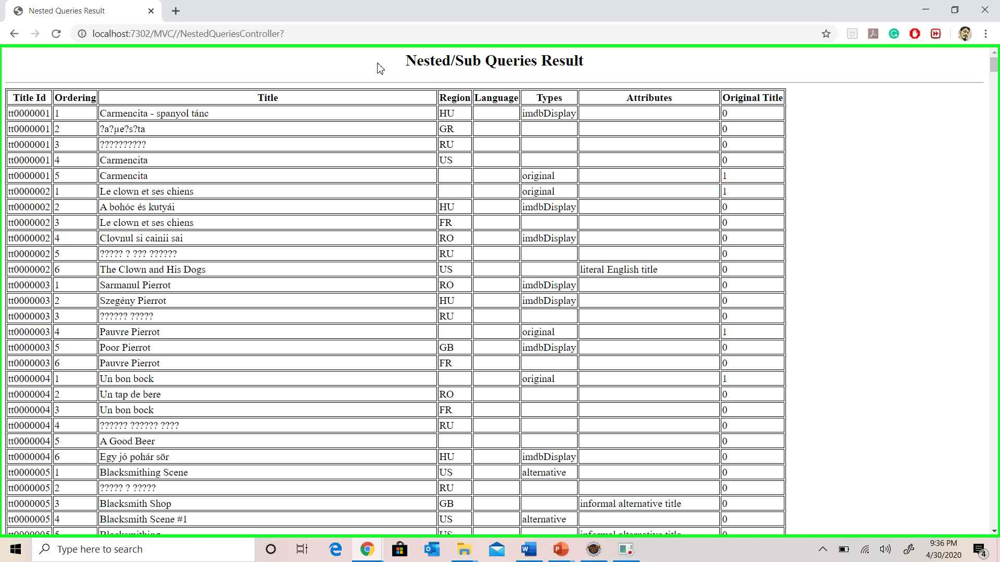 Nested Queries Result
localhost:7302/MVC//NestedQueriesController?
Nested/Sub Queries Result
Title Id Ordering Title Region Language Types Attributes Original Title
tt0000001 1 Carmencita - spanyol tánc HU imdbDisplay 0
tt0000001 2 ?a?µe?s?ta GR 0
tt0000001 3 ?????????? RU 0
tt0000001 4 Carmencita US 0
tt0000001 5 Carmencita original 1
tt0000002 1 Le clown et ses chiens original 1
tt0000002 2 A bohóc és kutyái HU imdbDisplay 0
tt0000002 3 Le clown et ses chiens FR 0
tt0000002 4 Clovnul si cainii sai RO imdbDisplay 0
tt0000002 5 ????? ? ??? ?????? RU 0
tt0000002 6 The Clown and His Dogs US literal English title 0
tt0000003 1 Sarmanul Pierrot RO imdbDisplay 0
tt0000003 2 Szegény Pierrot HU imdbDisplay 0
tt0000003 3 ?????? ????? RU 0
tt0000003 4 Pauvre Pierrot original 1
tt0000003 5 Poor Pierrot GB imdbDisplay 0
tt0000003 6 Pauvre Pierrot FR 0
tt0000004 1 Un bon bock original 1
tt0000004 2 Un tap de bere RO 0
tt0000004 3 Un bon bock FR 0
tt0000004 4 ?????? ?????? ???? RU 0
tt0000004 5 A Good Beer 0
tt0000004 6 Egy jó pohár sör HU imdbDisplay 0
tt0000005 1 Blacksmithing Scene US alternative 0
tt0000005 2 ????? ? ????? RU 0
tt0000005 3 Blacksmith Shop GB informal alternative title 0
tt0000005 4 Blacksmith Scene #1 US alternative 0
tt0000005 5 Blacksmithing US informal alternative title 0
Type here to search
9:36 PM
4/30/2020
4